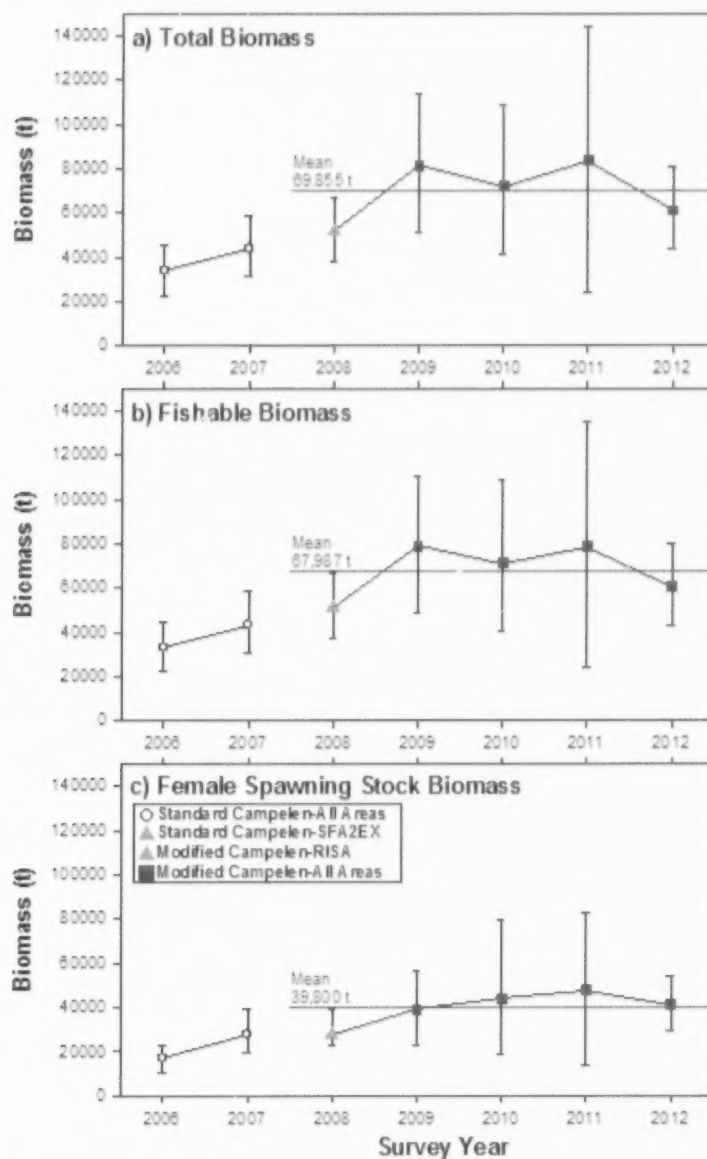 a) Total Biomass
140000
120000
100000
80000
60000
40000
20000
0
Biomass (t)
Mean
69,855 t
2006 2007 2008 2009 2010 2011 2012
b) Fishable Biomass
140000
120000
100000
80000
60000
40000
20000
0
Biomass (t)
Mean
67,987 t
2006 2007 2008 2009 2010 2011 2012
c) Female Spawning Stock Biomass
Standard Campelen-All Areas
Standard Campelen-SFA2EX
Modified Campelen-RISA
Modified Campelen-All Areas
140000
120000
100000
80000
60000
40000
20000
0
Biomass (t)
Mean
39,800 t
2006 2007 2008 2009 2010 2011 2012
Survey Year